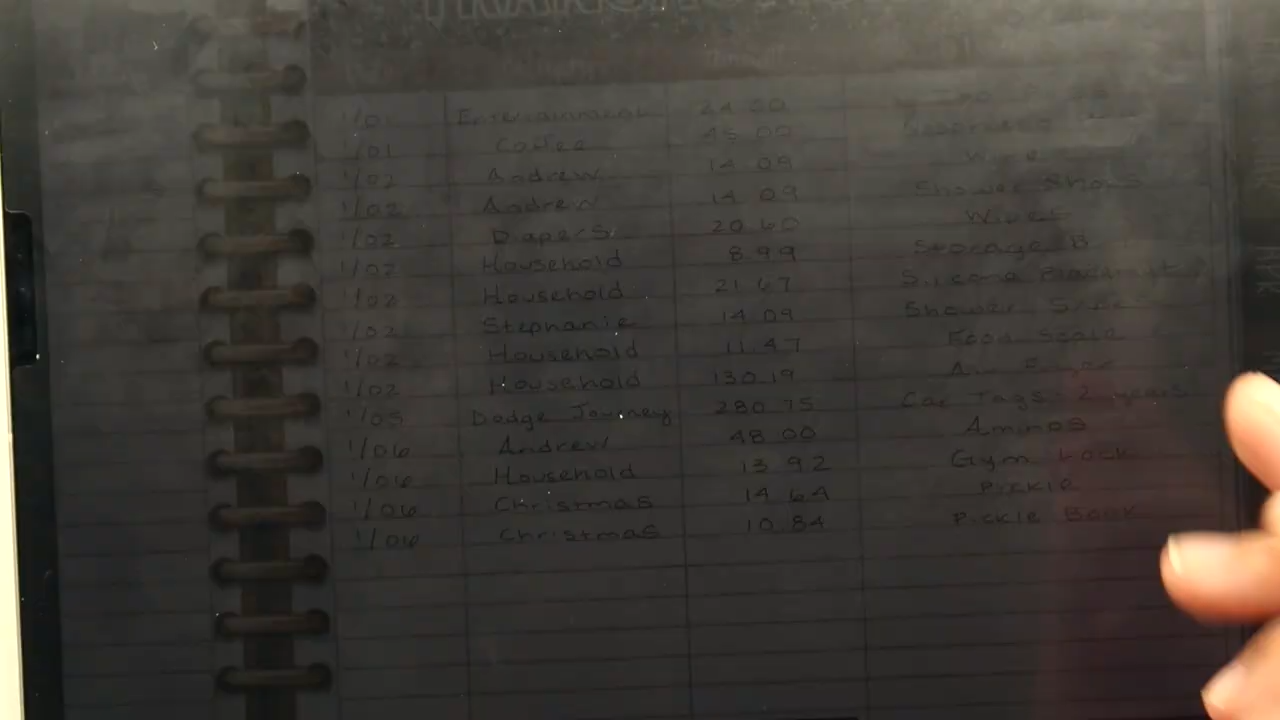 1/01 Entertainment 24 00
1/01 Coffee 45 00
1/02 Andrew 14 09
1/02 Andrew 14 09 Shower Shoes
1/02 Diapers 20 60 Wipes
1/02 Household 8 99 Storage B
1/02 Household 21 67
1/02 Stephanie 14 09 Shower
1/02 Household 11 47 Food Scale
1/02 Household 130 19
1/05 Dodge Journey 280 75 Car Tags: 2 years
1/06 Andrew 48 00 Aminos
1/06 Household 13 92 Gym Lock
1/06 Christmas 14 64 Pickle
1/06 Christmas 10 84 Pickle Book